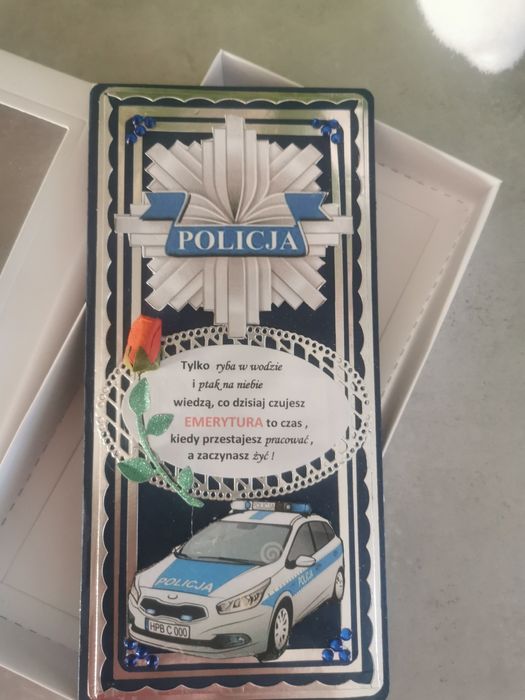 POLICJA
Tylko ryba w wodzie
i ptak na niebie
wiedzą, co dzisiaj czujesz
EMERYTURA to czas ,
kiedy przestajesz pracować ,
a zaczynasz żyć !
POLICJA
POLICJA
POLICJA
HPB C 000